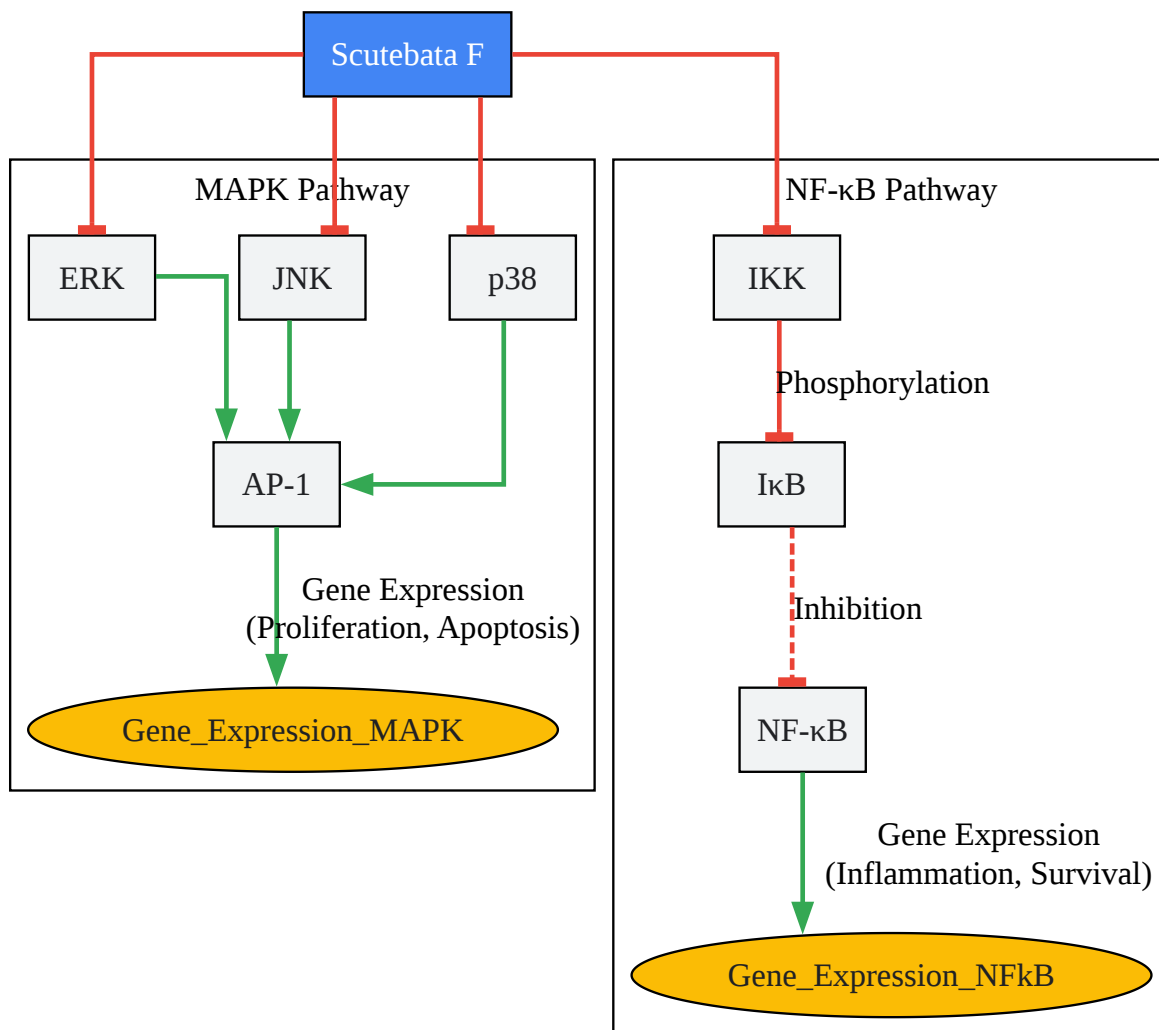 Scutebata F
MAPK Pathway
ERK
JNK
p38
AP-1
Gene Expression
(Proliferation, Apoptosis)
Gene_Expression_MAPK
NF-κB Pathway
IKK
Phosphorylation
IκB
Inhibition
NF-κB
Gene Expression
(Inflammation, Survival)
Gene_Expression_NFkB